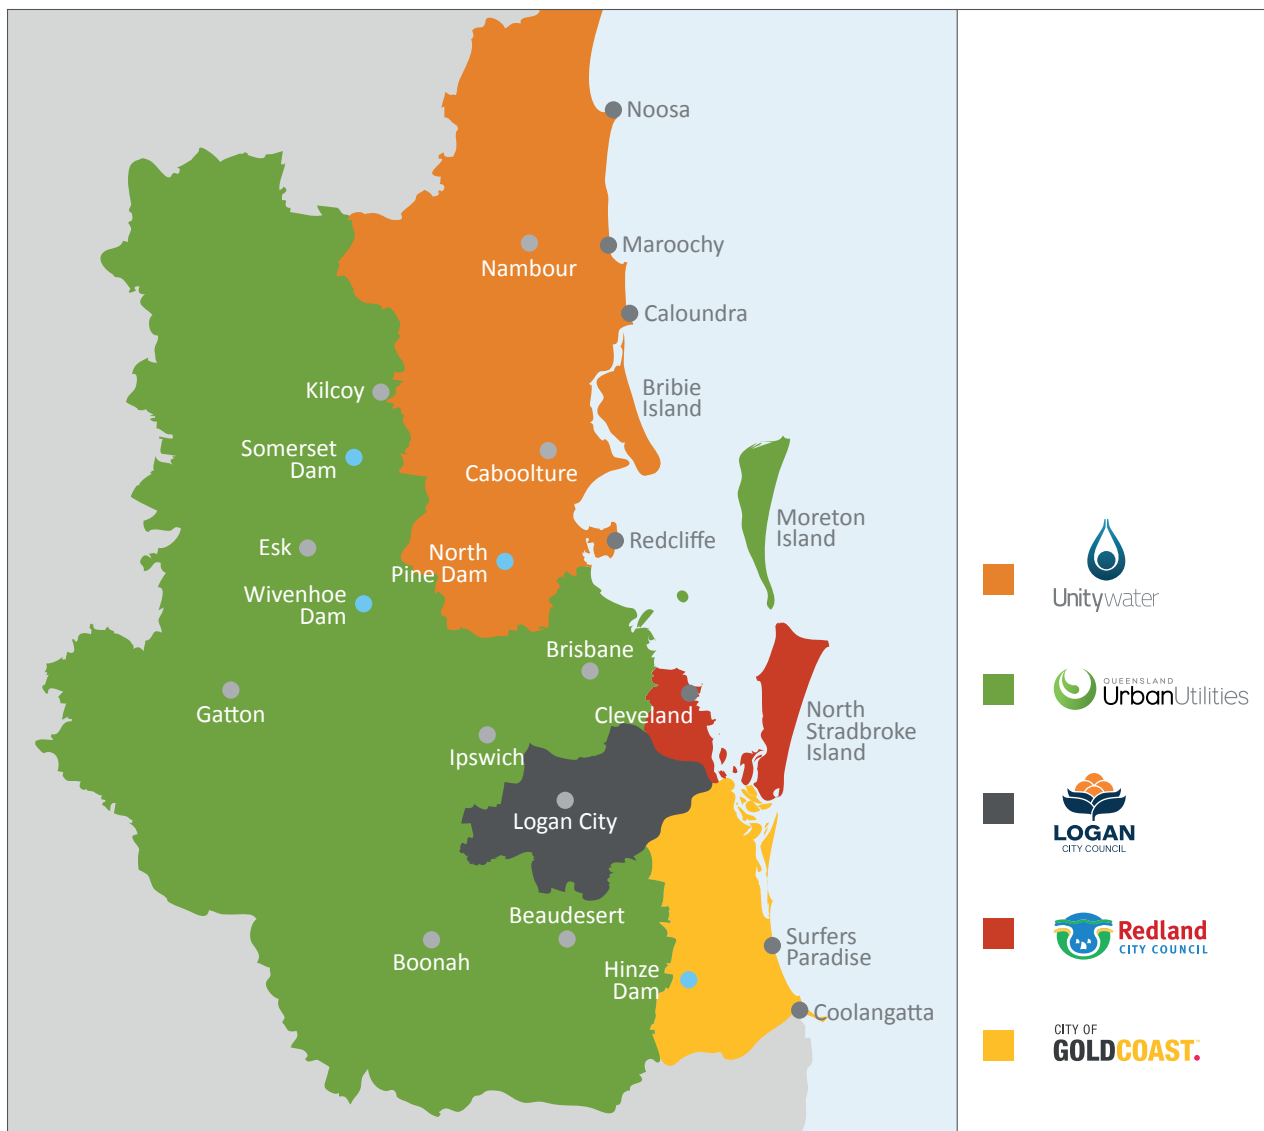 Noosa
Maroochy
Nambour
Caloundra
Kilcoy
Bribie
Island
Somerset
Dam
Caboolture
Moreton
Island
Esk
North
Pine Dam
Redcliffe
Wivenhoe
Dam
Brisbane
Gatton
Cleveland
North
Stradbroke
Island
Ipswich
Logan City
Beaudesert
Boonah
Surfers
Paradise
Hinze
Dam
Coolangatta
Unitywater
QUEENSLAND
UrbanUtilities
LOGAN
CITY COUNCIL
Redland
CITY COUNCIL
CITY OF
GOLDCOAST.